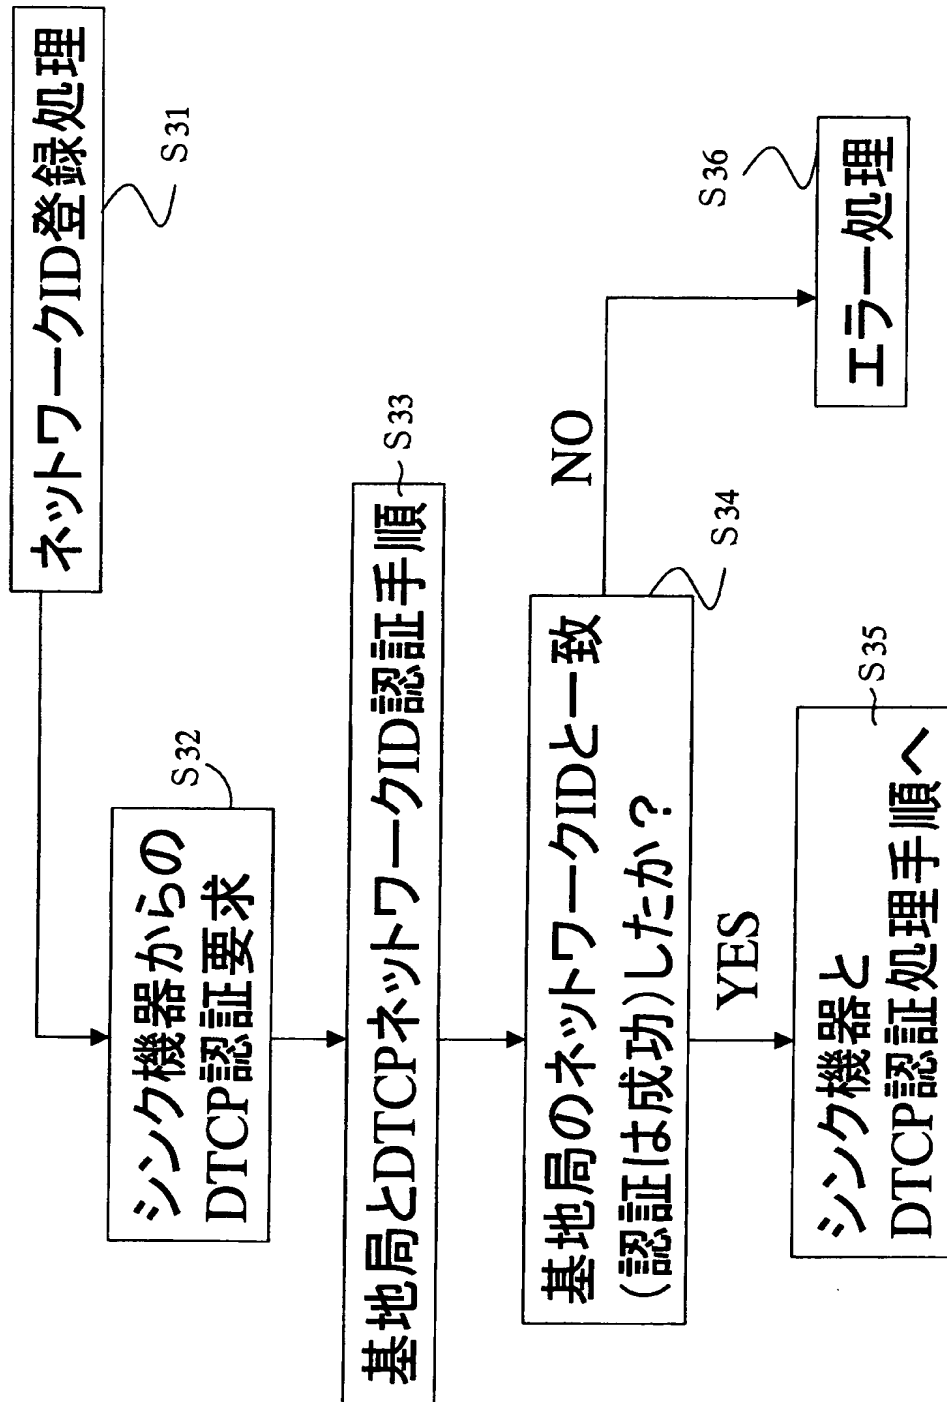 ネットワークID登録処理
S31
シンク機器からの
DTCP認証要求
S32
基地局とDTCPネットワークID認証手順
S33
基地局のネットワークIDと一致
(認証は成功)したか？
S34
NO
YES
シンク機器と
DTCP認証処理手順へ
S35
エラー処理
S36